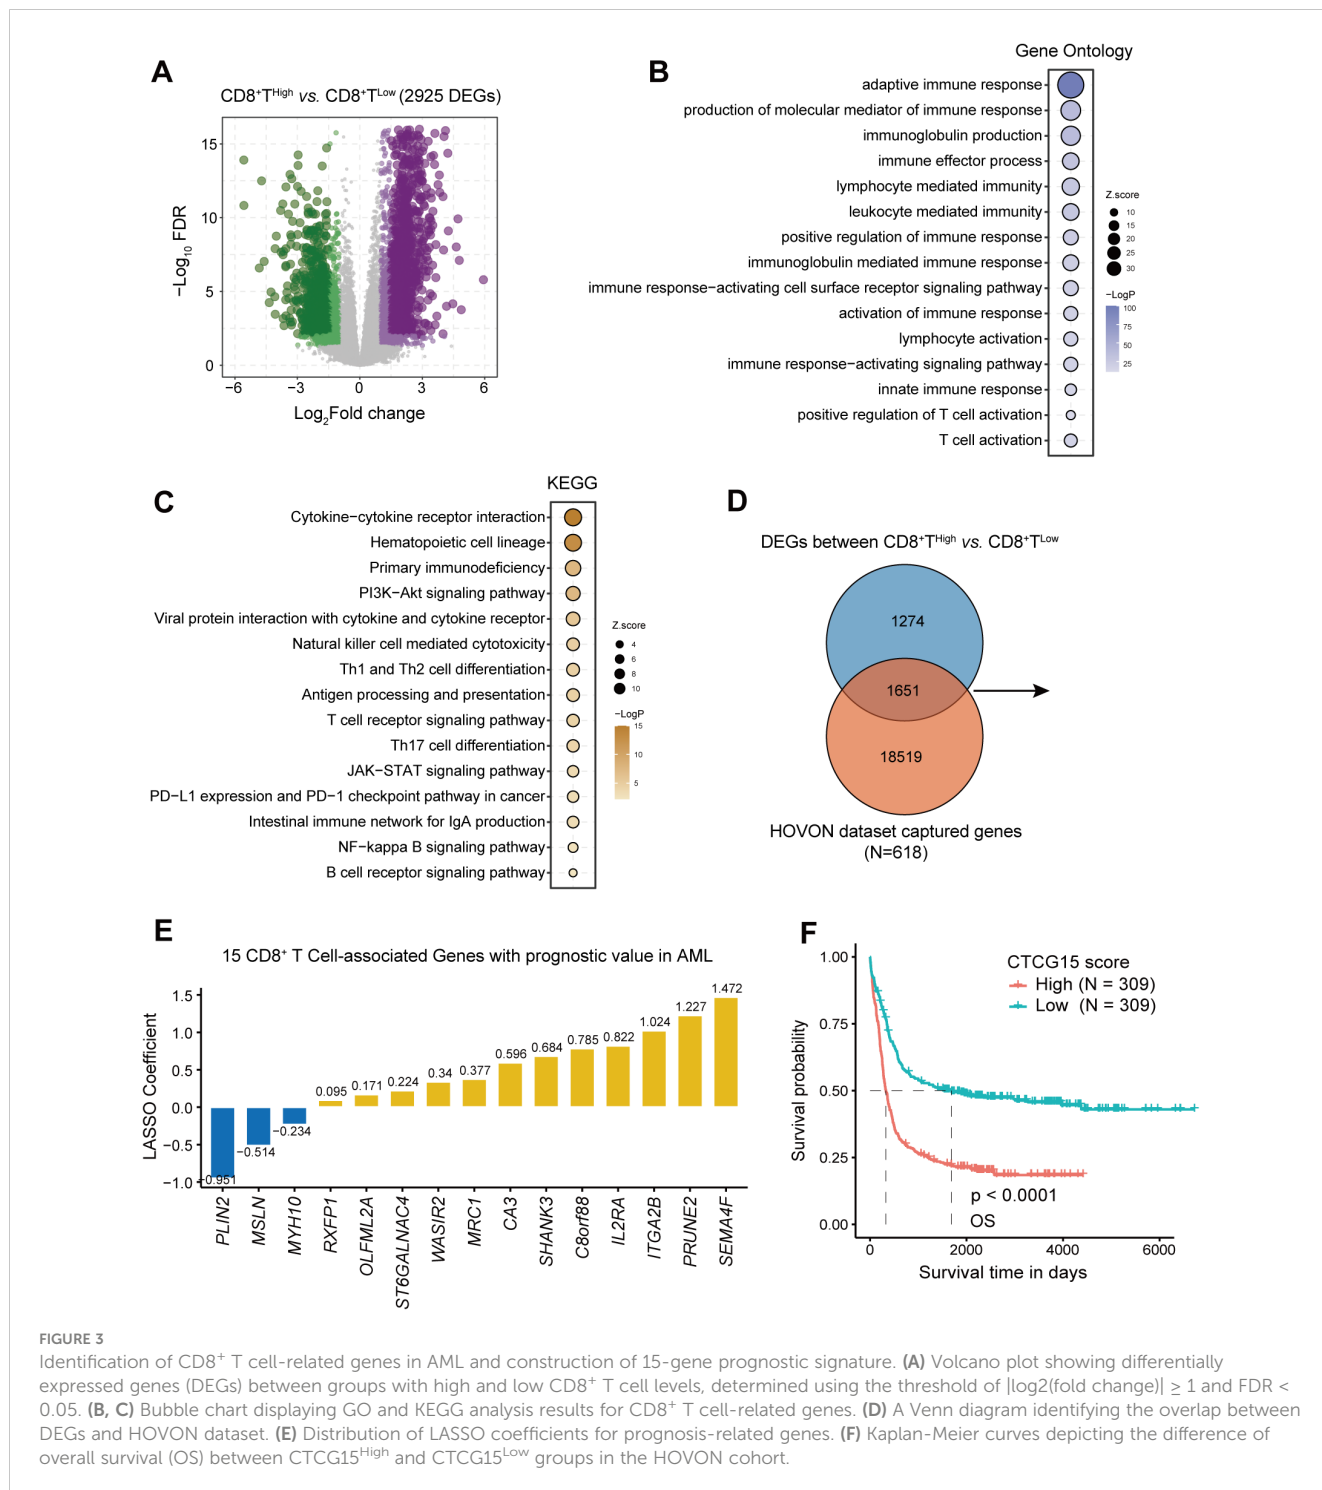 A
CD8⁺Tᴴⁱᵍʰ vs. CD8⁺Tᴸᵒʷ (2925 DEGs)
15
10
5
0
−6
−3
0
3
6
−Log₁₀ FDR
Log₂Fold change
B
Gene Ontology
adaptive immune response
production of molecular mediator of immune response
immunoglobulin production
immune effector process
lymphocyte mediated immunity
leukocyte mediated immunity
positive regulation of immune response
immunoglobulin mediated immune response
immune response−activating cell surface receptor signaling pathway
activation of immune response
lymphocyte activation
immune response−activating signaling pathway
innate immune response
positive regulation of T cell activation
T cell activation
Z.score
10
15
20
25
30
−LogP
100
75
50
25
C
KEGG
Cytokine−cytokine receptor interaction
Hematopoietic cell lineage
Primary immunodeficiency
PI3K−Akt signaling pathway
Viral protein interaction with cytokine and cytokine receptor
Natural killer cell mediated cytotoxicity
Th1 and Th2 cell differentiation
Antigen processing and presentation
T cell receptor signaling pathway
Th17 cell differentiation
JAK−STAT signaling pathway
PD−L1 expression and PD−1 checkpoint pathway in cancer
Intestinal immune network for IgA production
NF−kappa B signaling pathway
B cell receptor signaling pathway
Z.score
4
6
8
10
−LogP
15
10
5
D
DEGs between CD8⁺Tᴴⁱᵍʰ vs. CD8⁺Tᴸᵒʷ
1274
1651
18519
HOVON dataset captured genes
(N=618)
E
15 CD8⁺ T Cell-associated Genes with prognostic value in AML
LASSO Coefficient
1.5
1.0
0.5
0.0
−0.5
−1.0
−0.951
−0.514
−0.234
0.095
0.171
0.224
0.34
0.377
0.596
0.684
0.785
0.822
1.024
1.227
1.472
PLIN2
MSLN
MYH10
RXFP1
OLFML2A
ST6GALNAC4
WASIR2
MRC1
CA3
SHANK3
C8orf88
IL2RA
ITGA2B
PRUNE2
SEMA4F
F
CTCG15 score
High (N = 309)
Low (N = 309)
Survival probability
1.00
0.75
0.50
0.25
0.00
p < 0.0001
OS
0
2000
4000
6000
Survival time in days
FIGURE 3
Identification of CD8⁺ T cell-related genes in AML and construction of 15-gene prognostic signature. (A) Volcano plot showing differentially
expressed genes (DEGs) between groups with high and low CD8⁺ T cell levels, determined using the threshold of |log2(fold change)| ≥ 1 and FDR <
0.05. (B, C) Bubble chart displaying GO and KEGG analysis results for CD8⁺ T cell-related genes. (D) A Venn diagram identifying the overlap between
DEGs and HOVON dataset. (E) Distribution of LASSO coefficients for prognosis-related genes. (F) Kaplan-Meier curves depicting the difference of
overall survival (OS) between CTCG15ᴴⁱᵍʰ and CTCG15ᴸᵒʷ groups in the HOVON cohort.